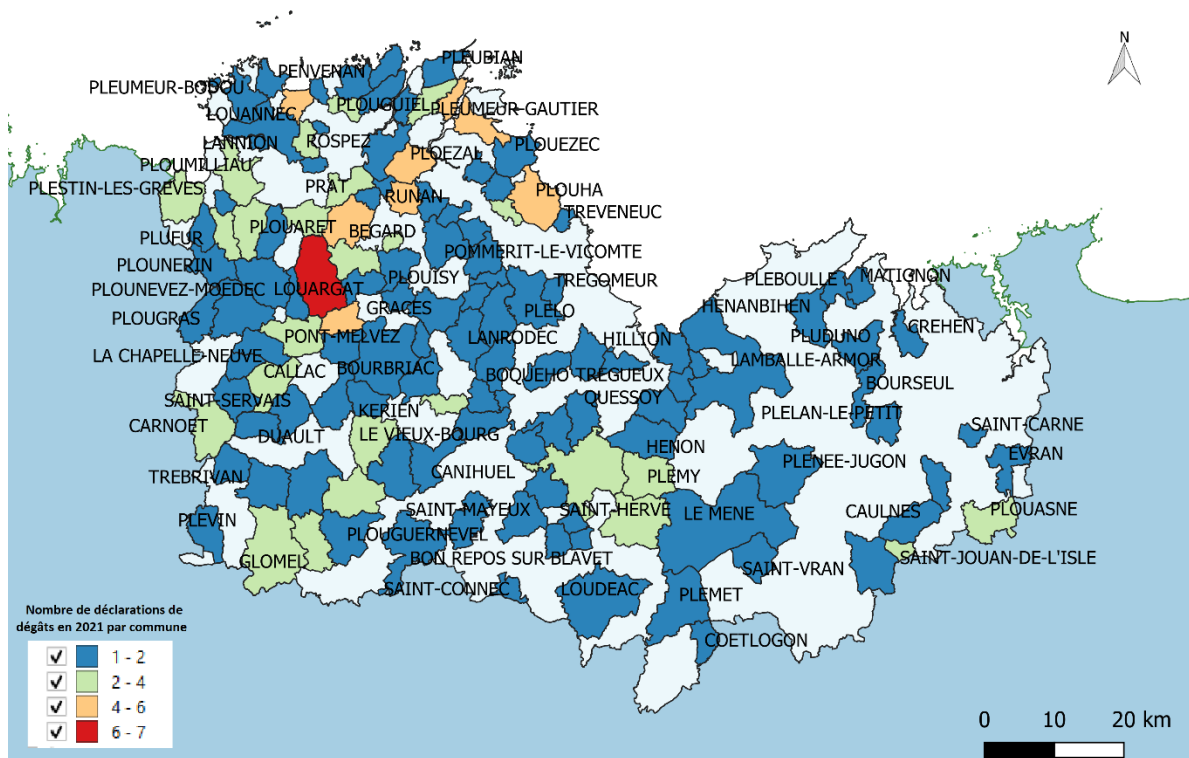 N
PLEUBIAN
PENVENAN
PLEUMEUR-BODOU
PLOUGUIEL
PLEUMEUR-GAUTIER
LOUANNEC
LANNION
ROSPEZ
PLOEZAL
PLOUEZEC
PLOUMILLIAU
PLESTIN-LES-GREVES
PRAT
RUNAN
PLOUHA
TREVENEUC
PLOUARET
BEGARD
PLUFUR
POMMERIT-LE-VICOMTE
PLOUNERIN
PLOUISY
TREGOMEUR
PLEBOULLE
MATIGNON
PLOUNEVEZ-MOEDEC
LOUARGAT
GRACES
PLELO
HENANBIHEN
PLOUGRAS
PONT-MELVEZ
LANRODEC
HILLION
PLUDUNO
CREHEN
LA CHAPELLE-NEUVE
CALLAC
BOURBRIAC
BOQUEHO
TREGUEUX
LAMBALLE-ARMOR
BOURSEUL
SAINT-SERVAIS
KERIEN
QUESSOY
PLELAN-LE-PETIT
CARNOET
DUAULT
LE VIEUX-BOURG
SAINT-CARNE
HENON
EVRAN
TREBRIVAN
CANIHUEL
PLEMY
PLENEE-JUGON
PLEVIN
SAINT-MAYEUX
SAINT-HERVE
LE MENE
CAULNES
PLOUASNE
PLOUGUERNEVEL
GLOMEL
BON REPOS SUR BLAVET
SAINT-VRAN
SAINT-JOUAN-DE-L'ISLE
SAINT-CONNEC
LOUDEAC
PLEMET
COETLOGON
Nombre de déclarations de
dégâts en 2021 par commune
1 - 2
2 - 4
4 - 6
6 - 7
0 10 20 km